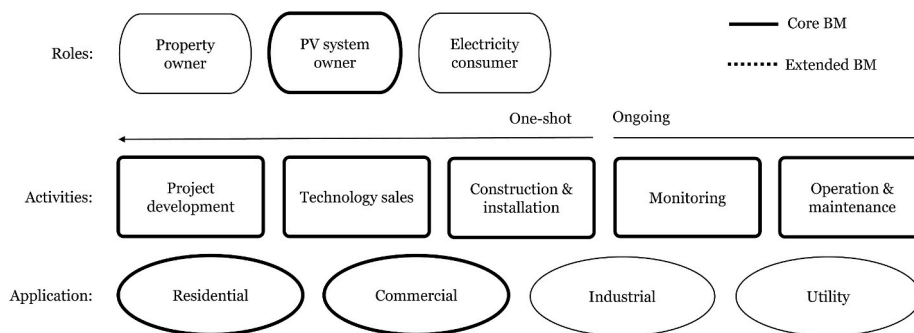 Roles:
Property
owner
PV system
owner
Electricity
consumer
Core BM
Extended BM
One-shot
Ongoing
Activities:
Project
development
Technology sales
Construction &
installation
Monitoring
Operation &
maintenance
Application:
Residential
Commercial
Industrial
Utility